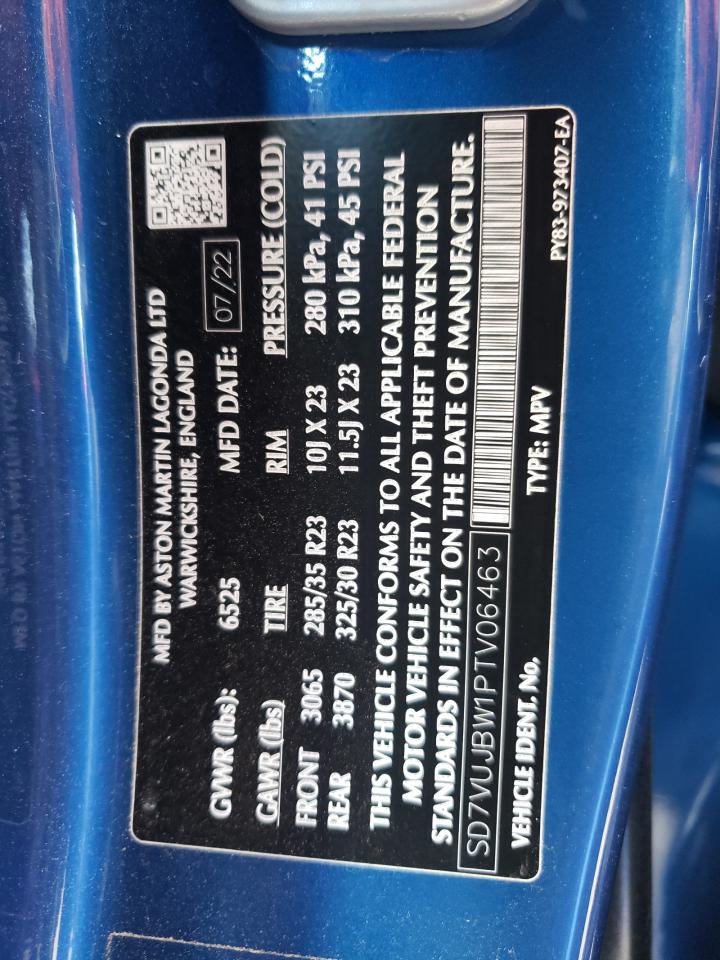 MFD BY ASTON MARTIN LAGONDA LTD
WARWICKSHIRE, ENGLAND
GVWR (lbs): 6525 MFD DATE: 07/22
GAWR (lbs) TIRE RIM PRESSURE (COLD)
FRONT 3065 285/35 R23 10J X 23 280 kPa, 41 PSI
REAR 3870 325/30 R23 11.5J X 23 310 kPa, 45 PSI
THIS VEHICLE CONFORMS TO ALL APPLICABLE FEDERAL
MOTOR VEHICLE SAFETY AND THEFT PREVENTION
STANDARDS IN EFFECT ON THE DATE OF MANUFACTURE.
SD7VUJBW1PTV06463
VEHICLE IDENT. No. TYPE: MPV
PY83-973407-EA